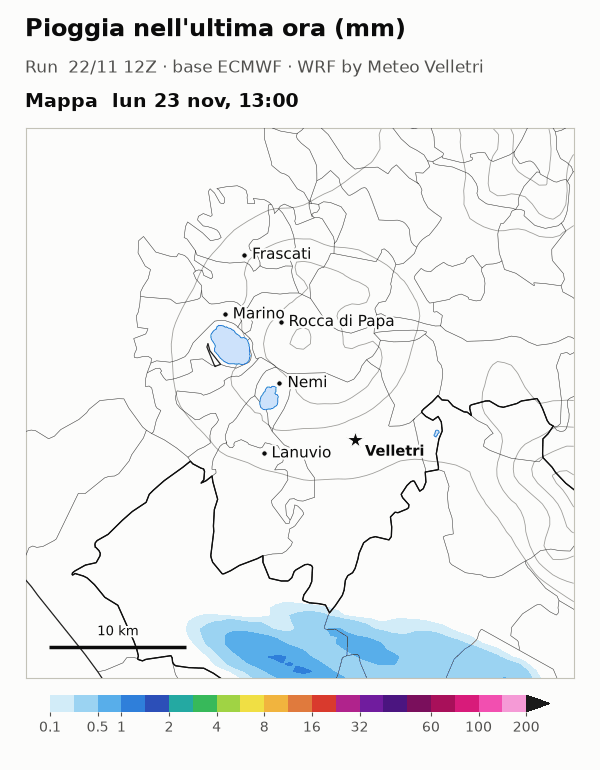 Pioggia nell'ultima ora (mm)
Run  22/11 12Z · base ECMWF · WRF by Meteo Velletri
Mappa  lun 23 nov, 13:00
Frascati
Marino
Rocca di Papa
Nemi
Velletri
Lanuvio
10 km
0.1 0.5 1 2 4 8 16 32 60 100 200